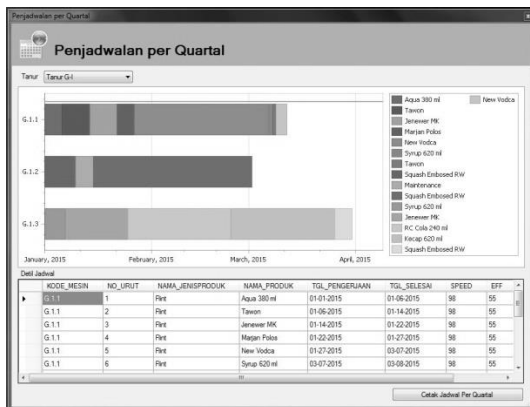 Penjadwalan per Quartal
Penjadwalan per Quartal
Tanur Tanur G-I
G.1.1
G.1.2
G.1.3
January, 2015 February, 2015 March, 2015 April, 2015
Aqua 380 ml New Vodca
Tawon
Jenewer MK
Marjan Polos
New Vodca
Syrup 620 ml
Tawon
Squash Embosed RW
Maintenance
Squash Embosed RW
Syrup 620 ml
Jenewer MK
RC Cola 240 ml
Kecap 620 ml
Squash Embosed RW
Detil Jadwal
KODE_MESIN NO_URUT NAMA_JENISPRODUK NAMA_PRODUK TGL_PENGERJAAN TGL_SELESAI SPEED EFF
G.1.1 1 Flint Aqua 380 ml 01-01-2015 01-06-2015 98 55
G.1.1 2 Flint Tawon 01-06-2015 01-14-2015 98 55
G.1.1 3 Flint Jenewer MK 01-14-2015 01-22-2015 98 55
G.1.1 4 Flint Marjan Polos 01-22-2015 01-27-2015 98 55
G.1.1 5 Flint New Vodca 01-27-2015 03-07-2015 98 55
G.1.1 6 Flint Syrup 620 ml 03-07-2015 03-08-2015 98 55
Cetak Jadwal Per Quartal